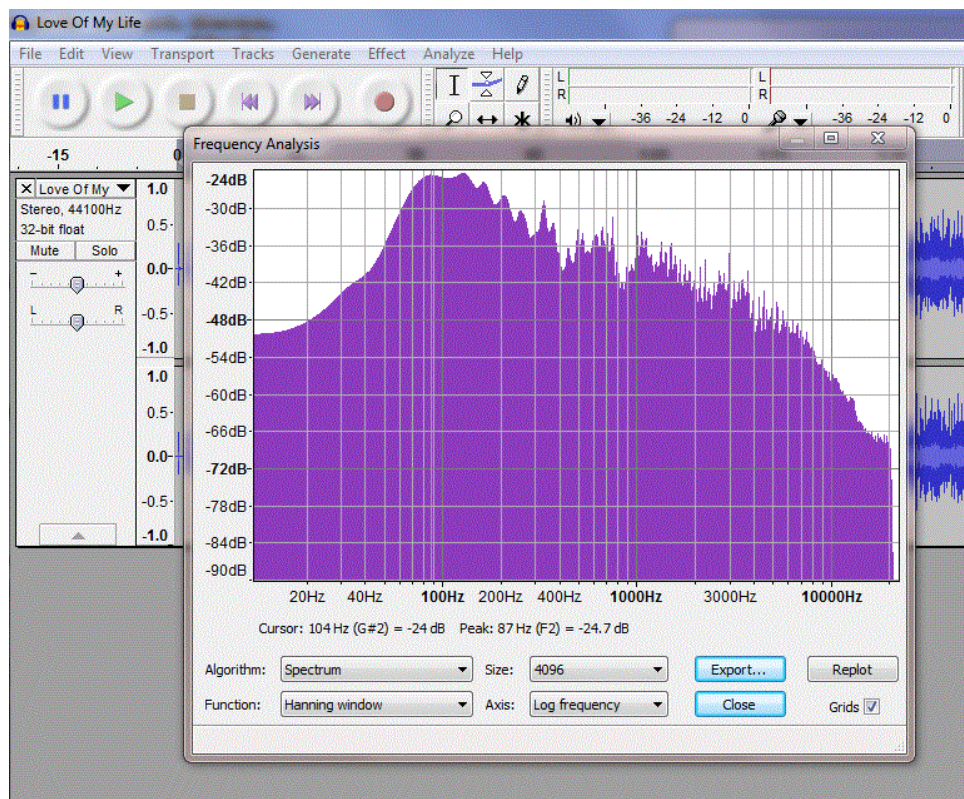 Love Of My Life
File Edit View Transport Tracks Generate Effect Analyze Help
L
R
-36 -24 -12 0
L
R
-36 -24 -12 0
-15
Frequency Analysis
X Love Of My
Stereo, 44100Hz
32-bit float
Mute Solo
- +
L R
1.0
0.5-
0.0-
-0.5-
-1.0
1.0
0.5-
0.0-
-0.5-
-1.0
-24dB
-30dB
-36dB
-42dB
-48dB
-54dB
-60dB
-66dB
-72dB
-78dB
-84dB
-90dB
20Hz 40Hz 100Hz 200Hz 400Hz 1000Hz 3000Hz 10000Hz
Cursor: 104 Hz (G#2) = -24 dB Peak: 87 Hz (F2) = -24.7 dB
Algorithm: Spectrum Size: 4096 Export... Replot
Function: Hanning window Axis: Log frequency Close Grids